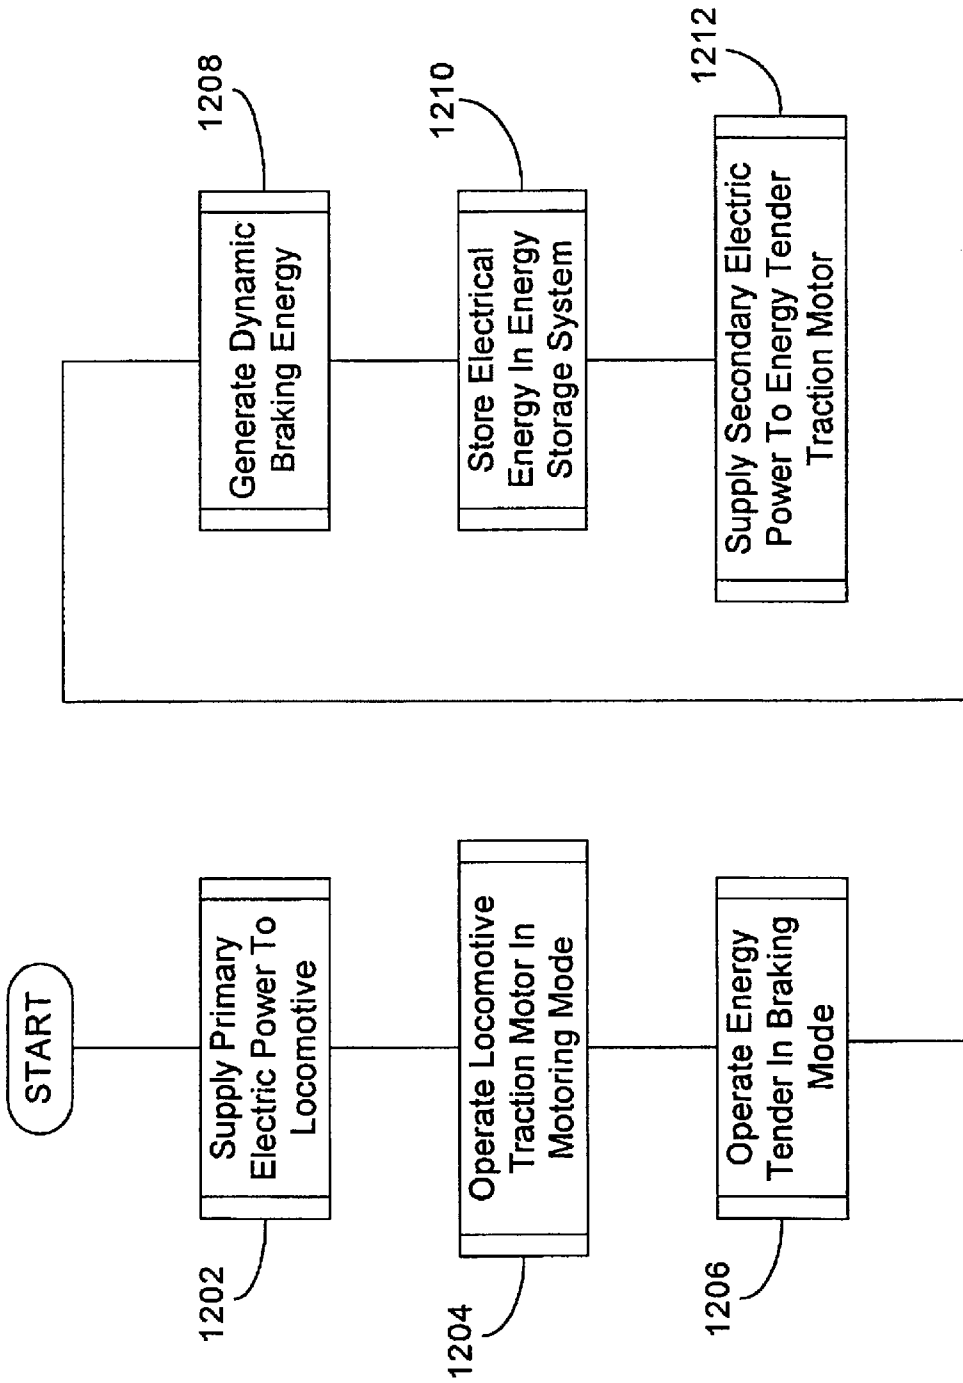 START
Supply Primary
Electric Power To
Locomotive
1202
Operate Locomotive
Traction Motor In
Motoring Mode
1204
Operate Energy
Tender In Braking
Mode
1206
Generate Dynamic
Braking Energy
1208
Store Electrical
Energy In Energy
Storage System
1210
Supply Secondary Electric
Power To Energy Tender
Traction Motor
1212